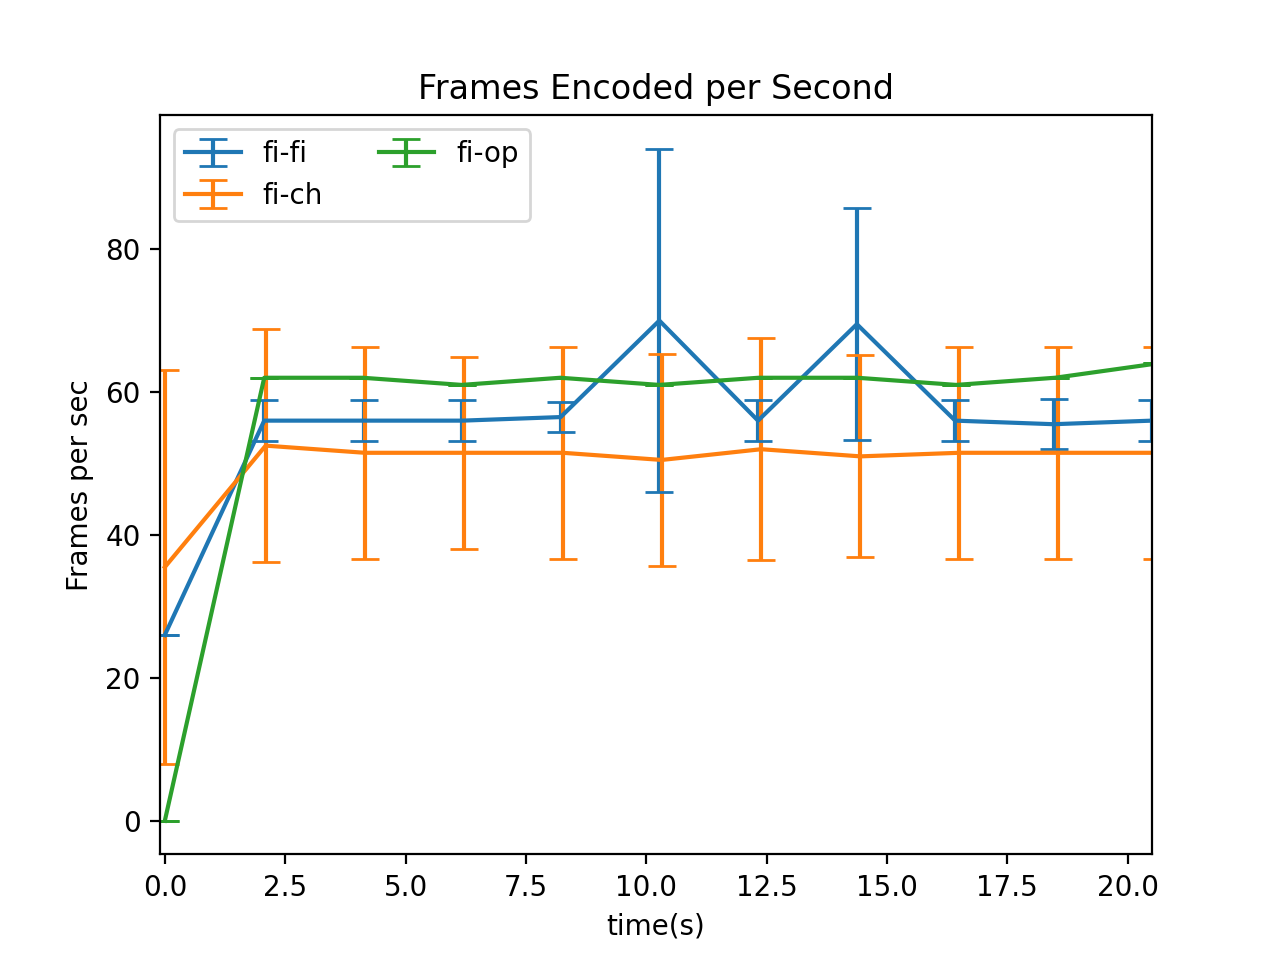 Frames Encoded per Second
fi-fi
fi-ch
fi-op
Frames per sec
80
60
40
20
0
0.0 2.5 5.0 7.5 10.0 12.5 15.0 17.5 20.0
time(s)